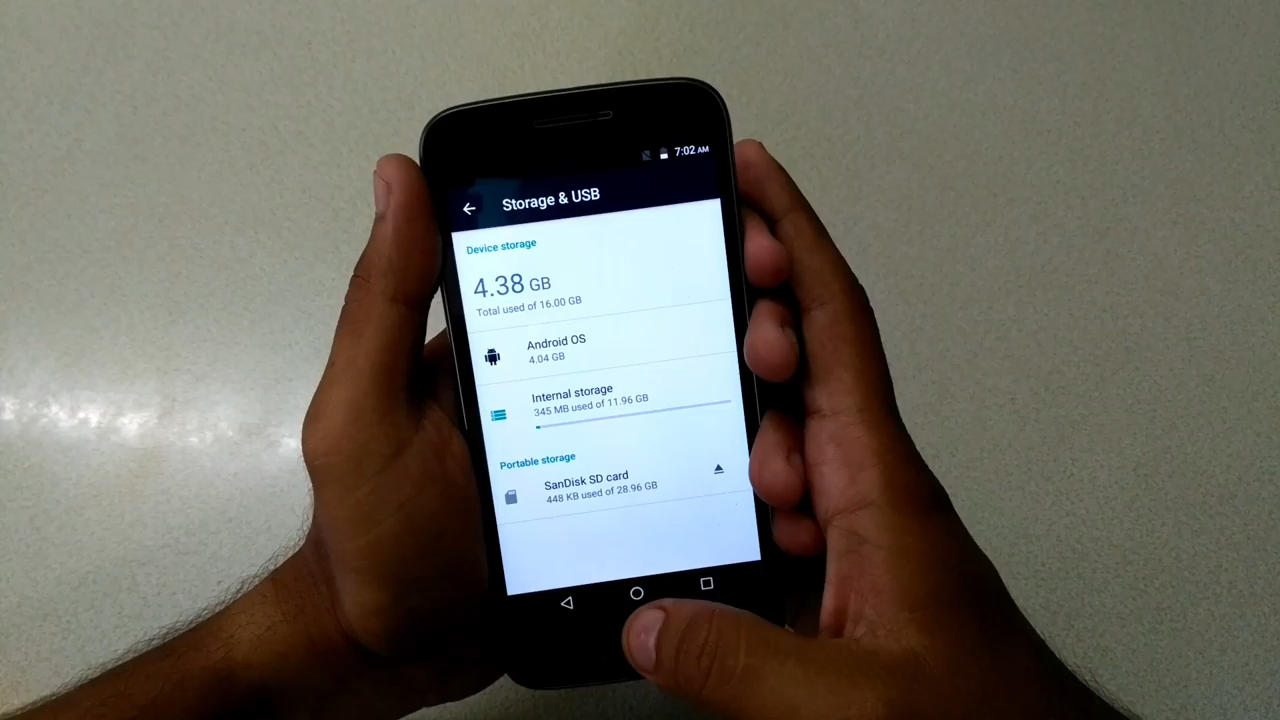 7:02 AM
Storage & USB
Device storage
4.38 GB
Total used of 16.00 GB
Android OS
4.04 GB
Internal storage
345 MB used of 11.96 GB
Portable storage
SanDisk SD card
448 KB used of 28.96 GB